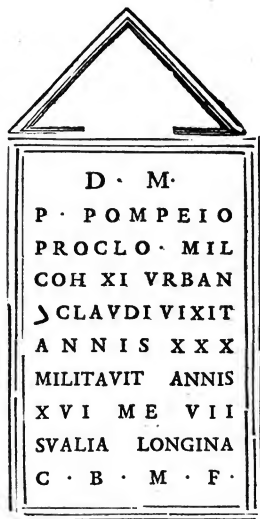 D · M·
P · POMPEIO
PROCLO · MIL
COH XI VRBAN
Ɔ CLAVDI VIXIT
ANNIS XXX
MILITAVIT ANNIS
XVI ME VII
SVALIA LONGINA
C · B · M · F ·